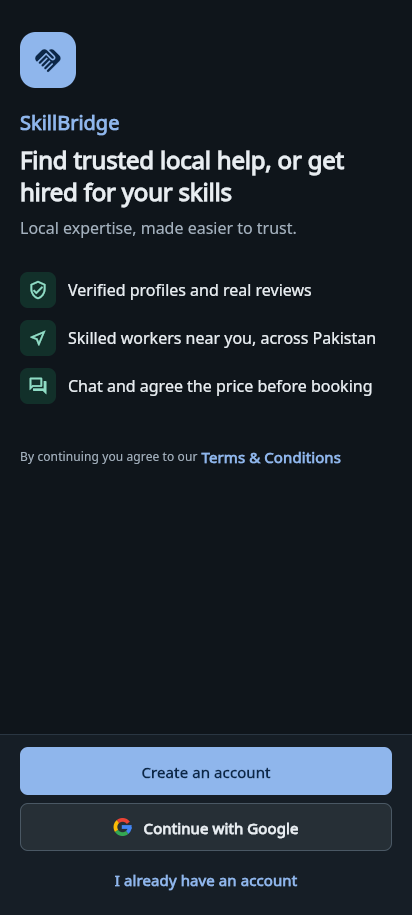 SkillBridge
Find trusted local help, or get
hired for your skills
Local expertise, made easier to trust.
Verified profiles and real reviews
Skilled workers near you, across Pakistan
Chat and agree the price before booking
By continuing you agree to our Terms & Conditions
Create an account
Continue with Google
I already have an account